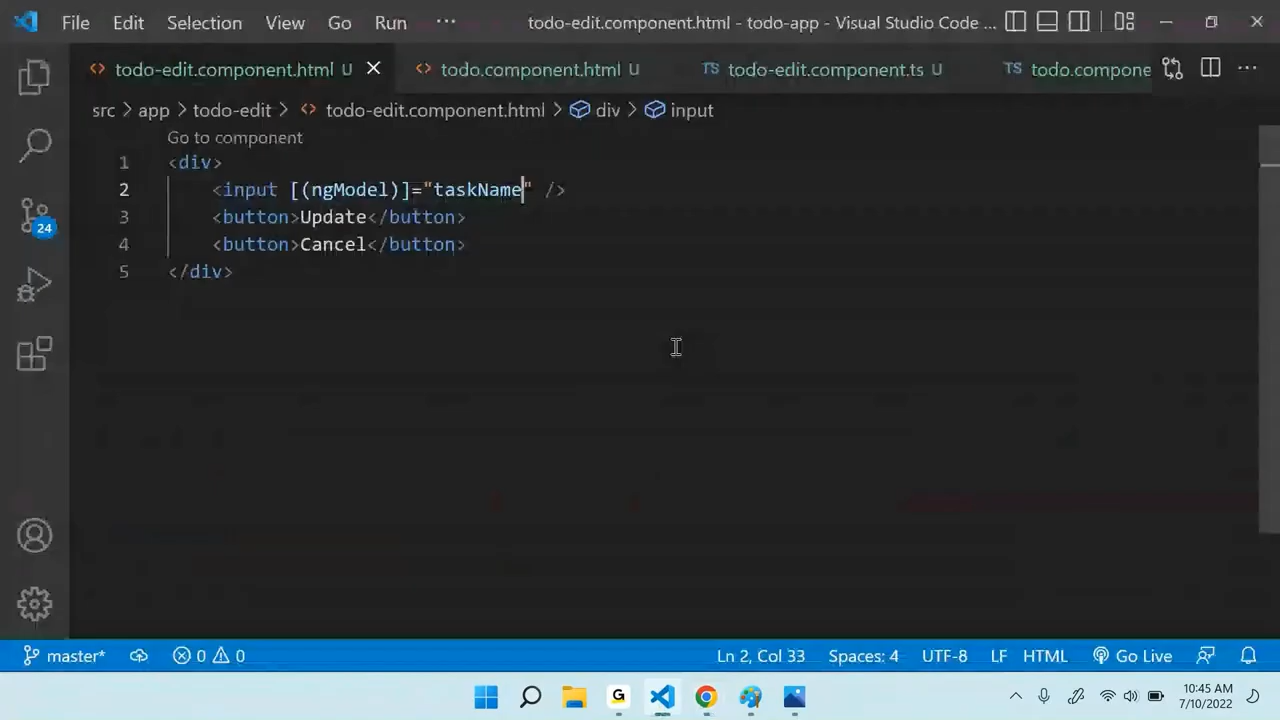 File Edit Selection View Go Run ··· todo-edit.component.html - todo-app - Visual Studio Code ...
todo-edit.component.html U TS todo.component.html U TS todo-edit.component.ts U TS todo.compone ···
src > app > todo-edit > todo-edit.component.html > div > input
Go to component
1 <div>
2 <input [(ngModel)]="taskName" />
3 <button>Update</button>
4 <button>Cancel</button>
5 </div>
24
master* 0 0 Ln 2, Col 33 Spaces: 4 UTF-8 LF HTML Go Live
G 10:45 AM
7/10/2022